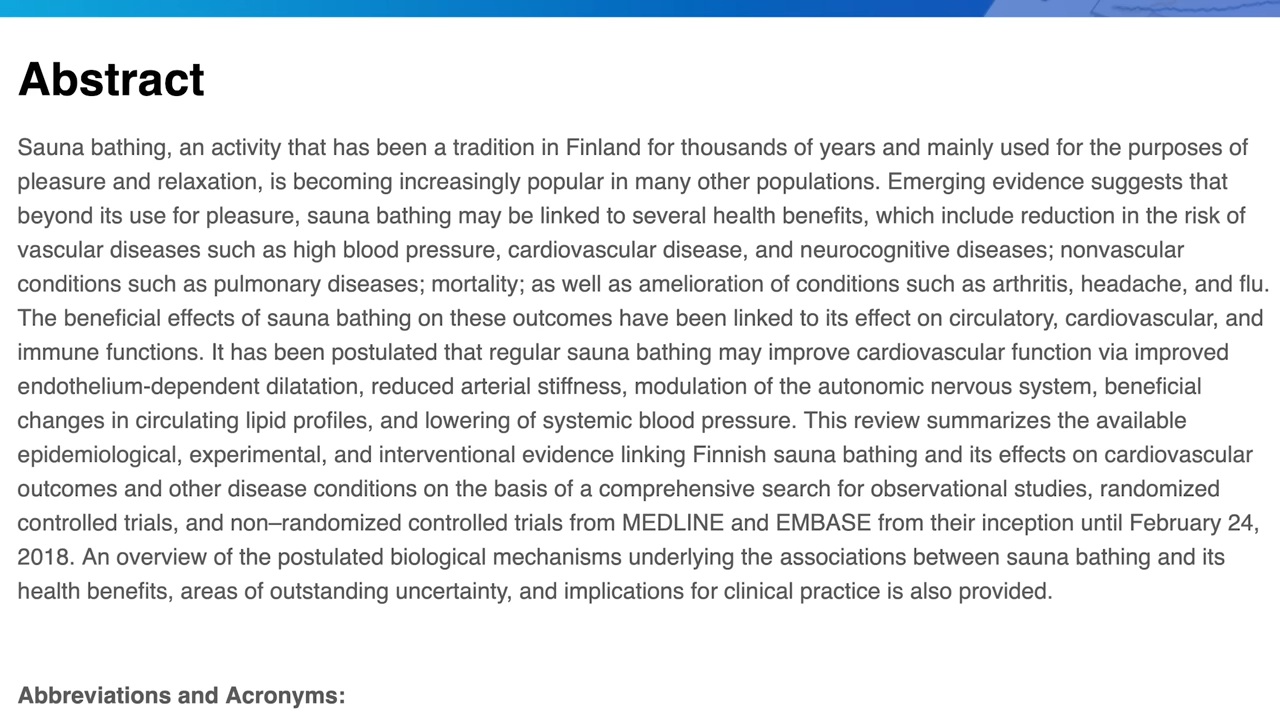 Abstract
Sauna bathing, an activity that has been a tradition in Finland for thousands of years and mainly used for the purposes of
pleasure and relaxation, is becoming increasingly popular in many other populations. Emerging evidence suggests that
beyond its use for pleasure, sauna bathing may be linked to several health benefits, which include reduction in the risk of
vascular diseases such as high blood pressure, cardiovascular disease, and neurocognitive diseases; nonvascular
conditions such as pulmonary diseases; mortality; as well as amelioration of conditions such as arthritis, headache, and flu.
The beneficial effects of sauna bathing on these outcomes have been linked to its effect on circulatory, cardiovascular, and
immune functions. It has been postulated that regular sauna bathing may improve cardiovascular function via improved
endothelium-dependent dilatation, reduced arterial stiffness, modulation of the autonomic nervous system, beneficial
changes in circulating lipid profiles, and lowering of systemic blood pressure. This review summarizes the available
epidemiological, experimental, and interventional evidence linking Finnish sauna bathing and its effects on cardiovascular
outcomes and other disease conditions on the basis of a comprehensive search for observational studies, randomized
controlled trials, and non–randomized controlled trials from MEDLINE and EMBASE from their inception until February 24,
2018. An overview of the postulated biological mechanisms underlying the associations between sauna bathing and its
health benefits, areas of outstanding uncertainty, and implications for clinical practice is also provided.
Abbreviations and Acronyms: